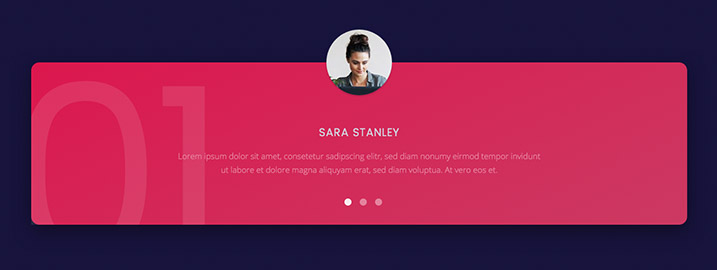 01
SARA STANLEY
Lorem ipsum dolor sit amet, consetetur sadipscing elitr, sed diam nonumy eirmod tempor invidunt
ut labore et dolore magna aliquyam erat, sed diam voluptua. At vero eos et.